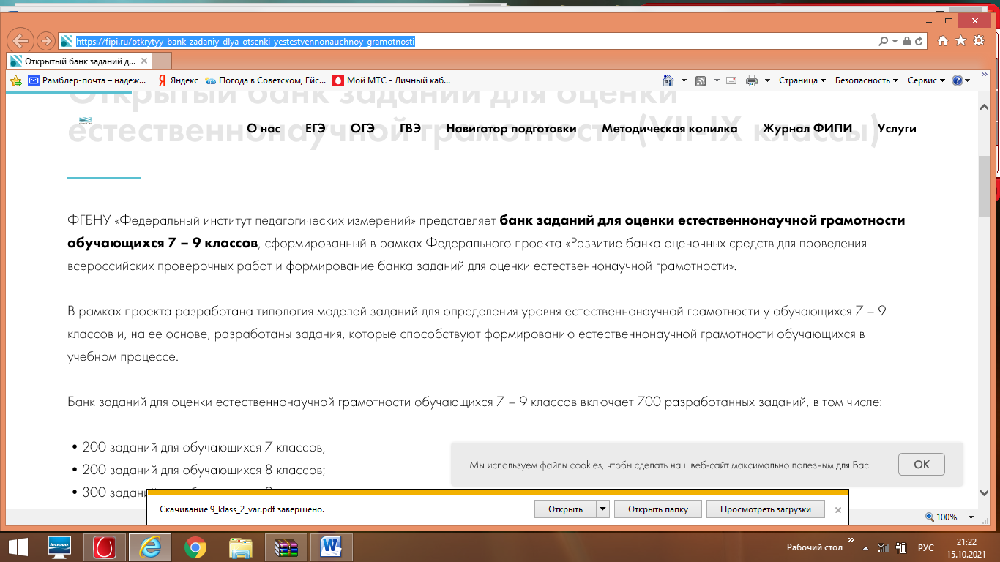 https://fipi.ru/otkrytyy-bank-zadaniy-dlya-otsenki-yestestvennonauchnoy-gramotnosti
Открытый банк заданий д...
Рамблер-почта – надеж...
Яндекс
Погода в Советском, Ейс...
Мой МТС - Личный каб...
Страница
Безопасность
Сервис
Открытый банк заданий для оценки
естественнонаучной грамотности (VII-IX классы)
О нас ЕГЭ ОГЭ ГВЭ Навигатор подготовки Методическая копилка Журнал ФИПИ Услуги
ФГБНУ «Федеральный институт педагогических измерений» представляет банк заданий для оценки естественнонаучной грамотности
обучающихся 7 – 9 классов, сформированный в рамках Федерального проекта «Развитие банка оценочных средств для проведения
всероссийских проверочных работ и формирование банка заданий для оценки естественнонаучной грамотности».
В рамках проекта разработана типология моделей заданий для определения уровня естественнонаучной грамотности у обучающихся 7 – 9
классов и, на ее основе, разработаны задания, которые способствуют формированию естественнонаучной грамотности обучающихся в
учебном процессе.
Банк заданий для оценки естественнонаучной грамотности обучающихся 7 – 9 классов включает 700 разработанных заданий, в том числе:
• 200 заданий для обучающихся 7 классов;
• 200 заданий для обучающихся 8 классов;
• 300
Мы используем файлы cookies, чтобы сделать наш веб-сайт максимально полезным для Вас.
OK
Скачивание 9_klass_2_var.pdf завершено.
Открыть
Открыть папку
Просмотреть загрузки
100%
lenovo
Рабочий стол
РУС
21:22
15.10.2021